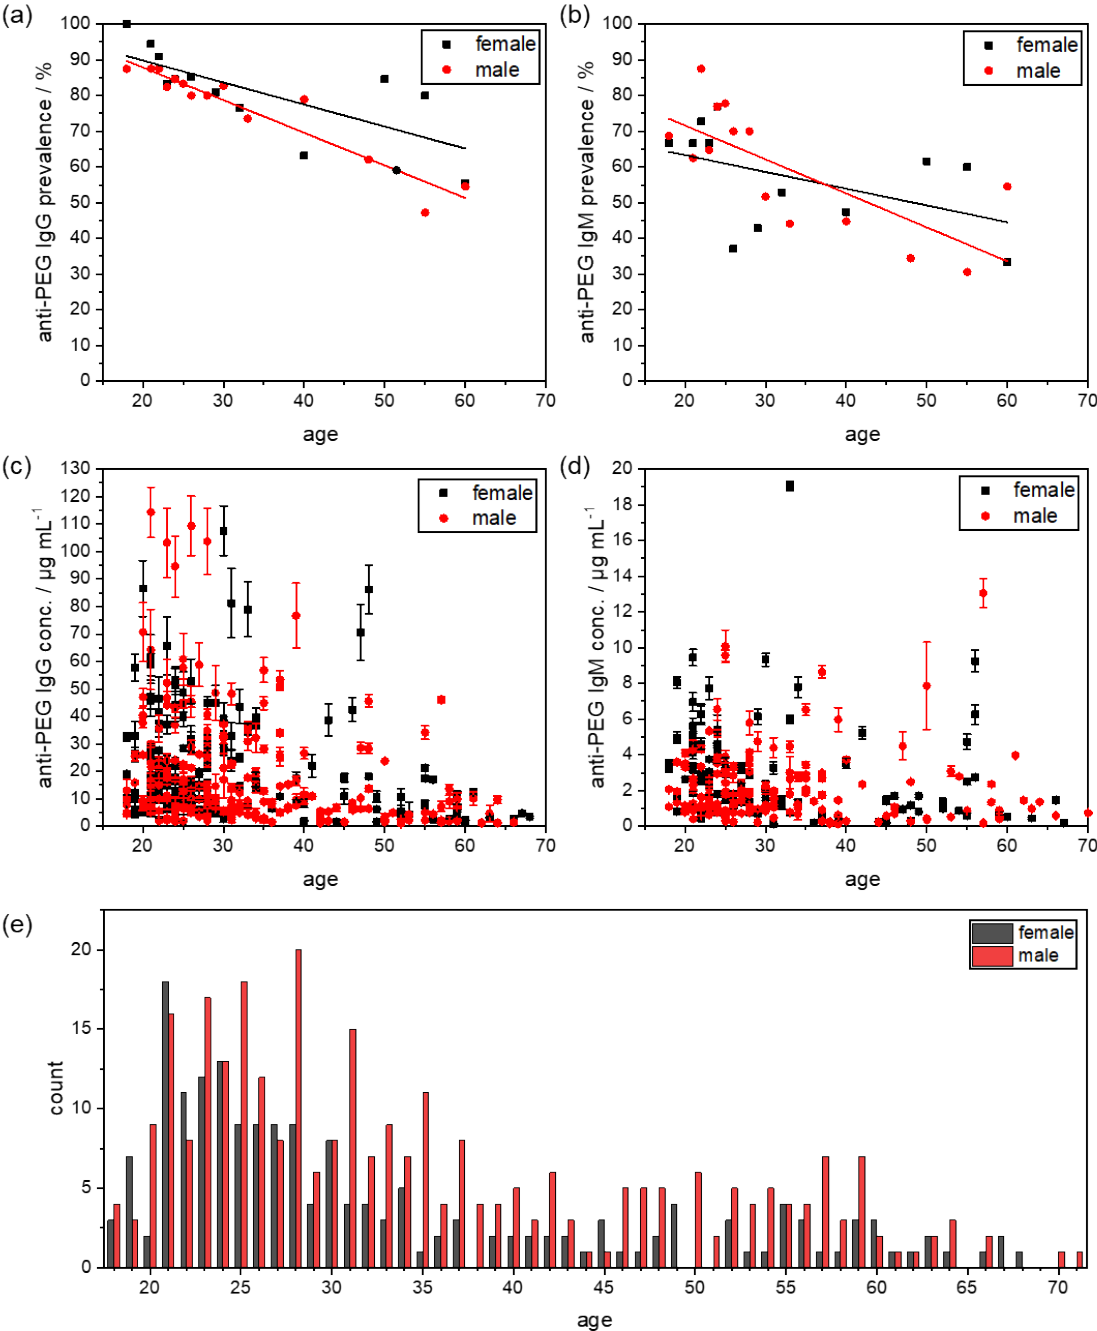 (a)
100
90
80
70
60
50
40
30
20
10
0
anti-PEG IgG prevalence / %
female
male
20 30 40 50 60 70
age
(b)
100
90
80
70
60
50
40
30
20
10
0
anti-PEG IgM prevalence / %
female
male
20 30 40 50 60 70
age
(c)
130
120
110
100
90
80
70
60
50
40
30
20
10
0
anti-PEG IgG conc. / µg mL⁻¹
female
male
20 30 40 50 60 70
age
(d)
20
18
16
14
12
10
8
6
4
2
0
anti-PEG IgM conc. / µg mL⁻¹
female
male
20 30 40 50 60 70
age
(e)
20
15
10
5
0
count
female
male
20 25 30 35 40 45 50 55 60 65 70
age